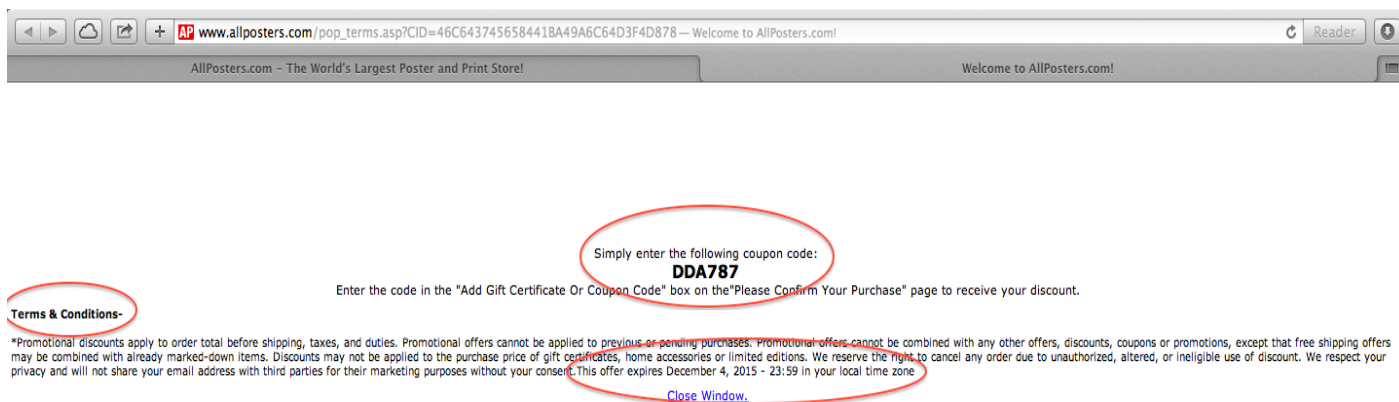 www.allposters.com/pop_terms.asp?CID=46C643745658441BA49A6C64D3F4D878 — Welcome to AllPosters.com!
Reader
AllPosters.com - The World's Largest Poster and Print Store!
Welcome to AllPosters.com!
Simply enter the following coupon code:
DDA787
Enter the code in the "Add Gift Certificate Or Coupon Code" box on the"Please Confirm Your Purchase" page to receive your discount.
Terms & Conditions-
*Promotional discounts apply to order total before shipping, taxes, and duties. Promotional offers cannot be applied to previous or pending purchases. Promotional offers cannot be combined with any other offers, discounts, coupons or promotions, except that free shipping offers
may be combined with already marked-down items. Discounts may not be applied to the purchase price of gift certificates, home accessories or limited editions. We reserve the right to cancel any order due to unauthorized, altered, or ineligible use of discount. We respect your
privacy and will not share your email address with third parties for their marketing purposes without your consent.This offer expires December 4, 2015 - 23:59 in your local time zone
Close Window.